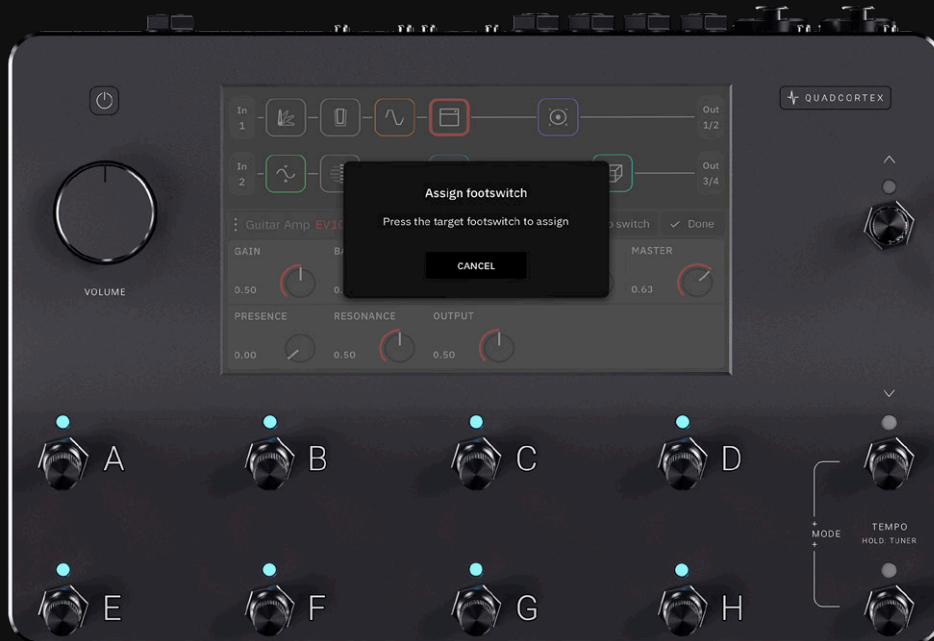 QUADCORTEX
In 1
Out 1/2
In 2
Out 3/4
Assign footswitch
Press the target footswitch to assign
CANCEL
Guitar Amp
switch
Done
GAIN
MASTER
0.50
0.63
PRESENCE
RESONANCE
OUTPUT
0.00
0.50
0.50
VOLUME
A
B
C
D
MODE
TEMPO
HOLD: TUNER
E
F
G
H